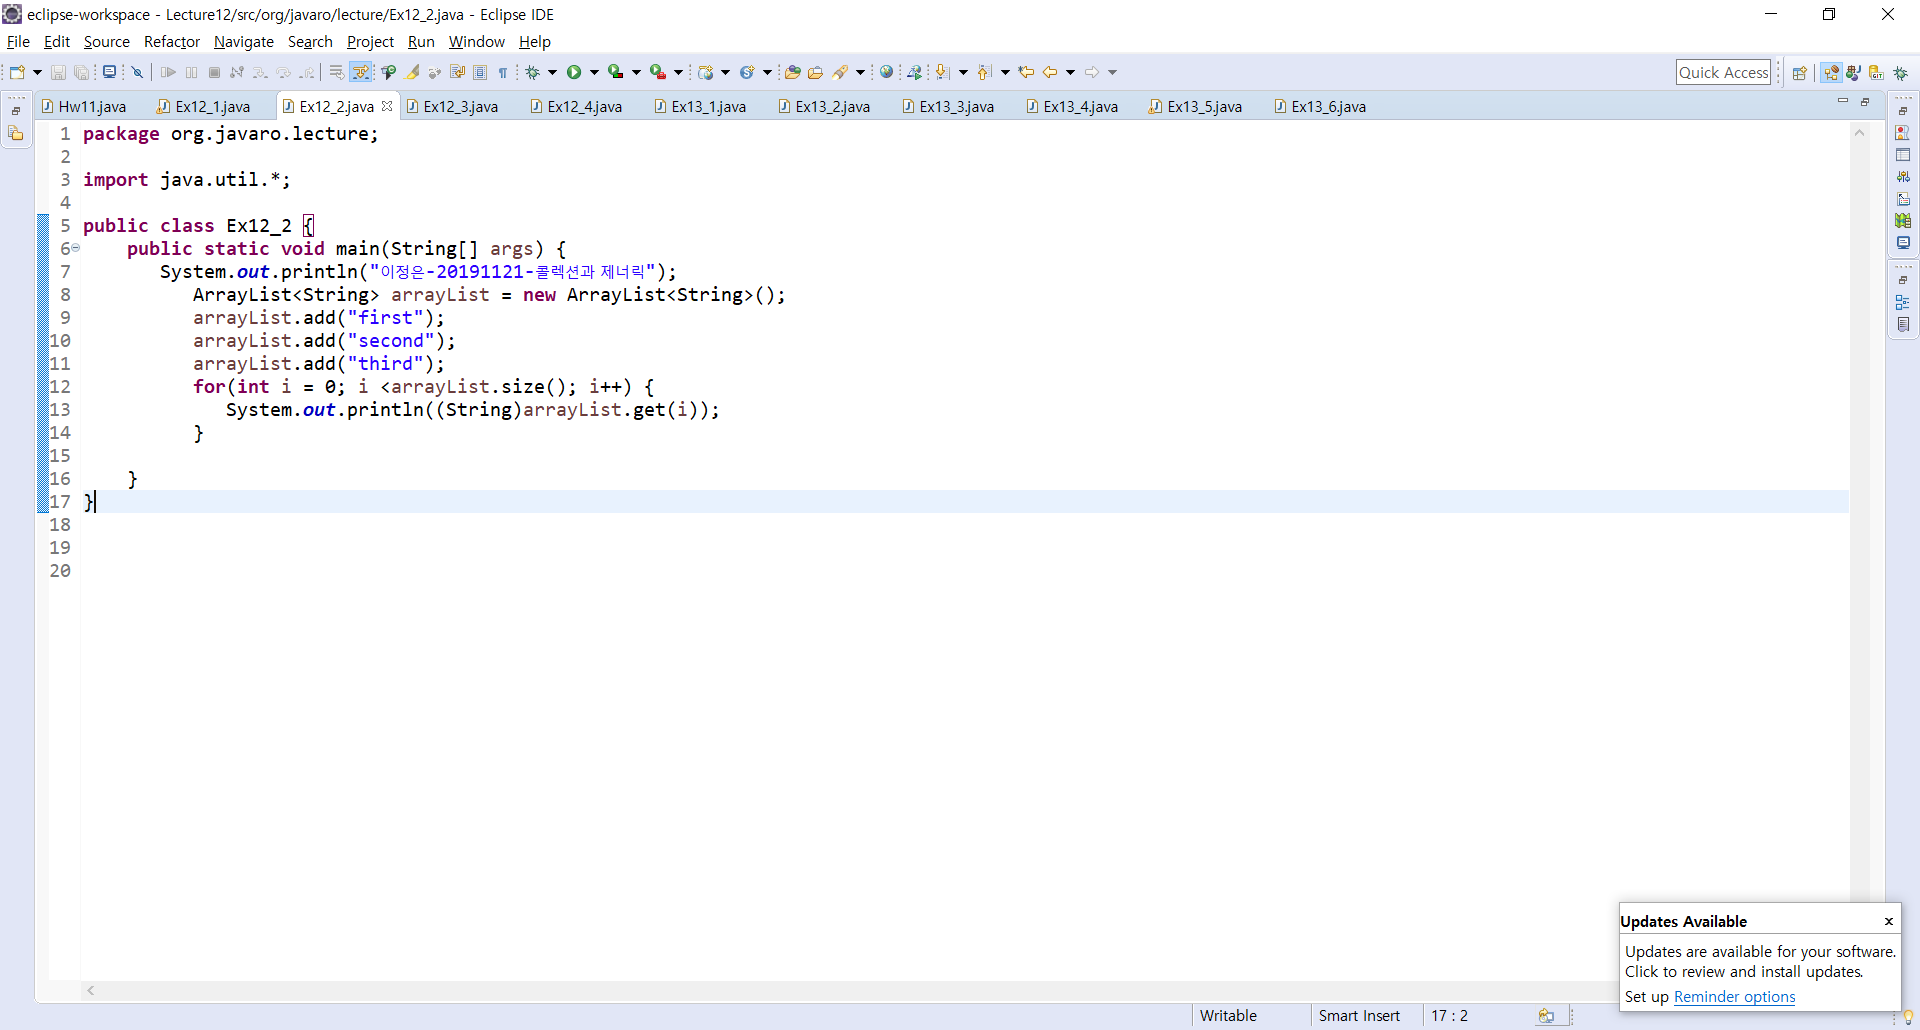 eclipse-workspace - Lecture12/src/org/javaro/lecture/Ex12_2.java - Eclipse IDE
File Edit Source Refactor Navigate Search Project Run Window Help
Quick Access
Hw11.java Ex12_1.java Ex12_2.java Ex12_3.java Ex12_4.java Ex13_1.java Ex13_2.java Ex13_3.java Ex13_4.java Ex13_5.java Ex13_6.java
1 package org.javaro.lecture;
2
3 import java.util.*;
4
5 public class Ex12_2 {
6 public static void main(String[] args) {
7 System.out.println("이정은-20191121-콜렉션과 제너릭");
8 ArrayList<String> arrayList = new ArrayList<String>();
9 arrayList.add("first");
10 arrayList.add("second");
11 arrayList.add("third");
12 for(int i = 0; i <arrayList.size(); i++) {
13 System.out.println((String)arrayList.get(i));
14 }
15
16 }
17 }
18
19
20
Updates Available x
Updates are available for your software.
Click to review and install updates.
Set up Reminder options
Writable Smart Insert 17 : 2